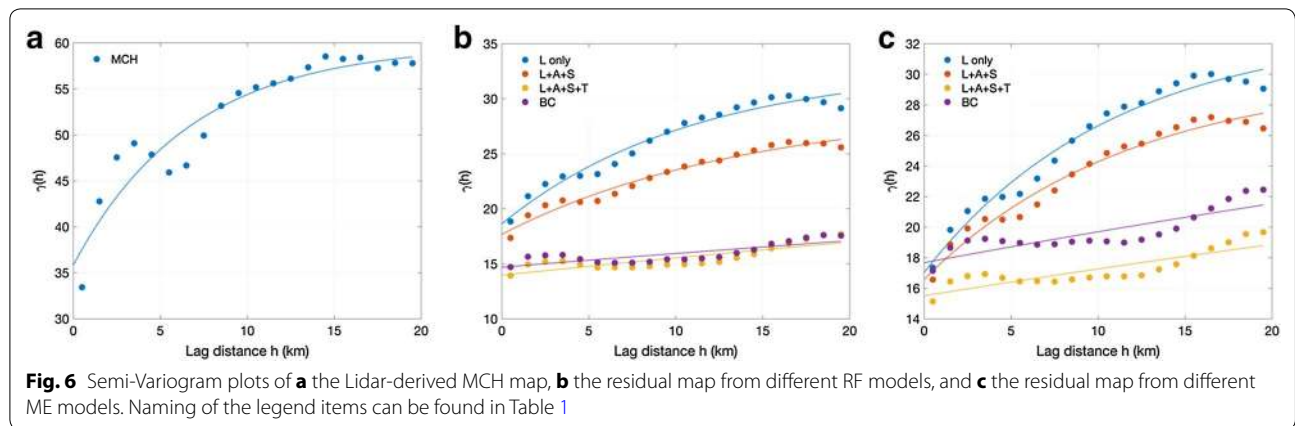 a
MCH
60
55
50
45
40
35
30
γ(h)
0 5 10 15 20
Lag distance h (km)
b
L only
L+A+S
L+A+S+T
BC
35
30
25
20
15
10
γ(h)
0 5 10 15 20
Lag distance h (km)
c
L only
L+A+S
L+A+S+T
BC
32
30
28
26
24
22
20
18
16
14
γ(h)
0 5 10 15 20
Lag distance h (km)
Fig. 6 Semi-Variogram plots of a the Lidar-derived MCH map, b the residual map from different RF models, and c the residual map from different
ME models. Naming of the legend items can be found in Table 1